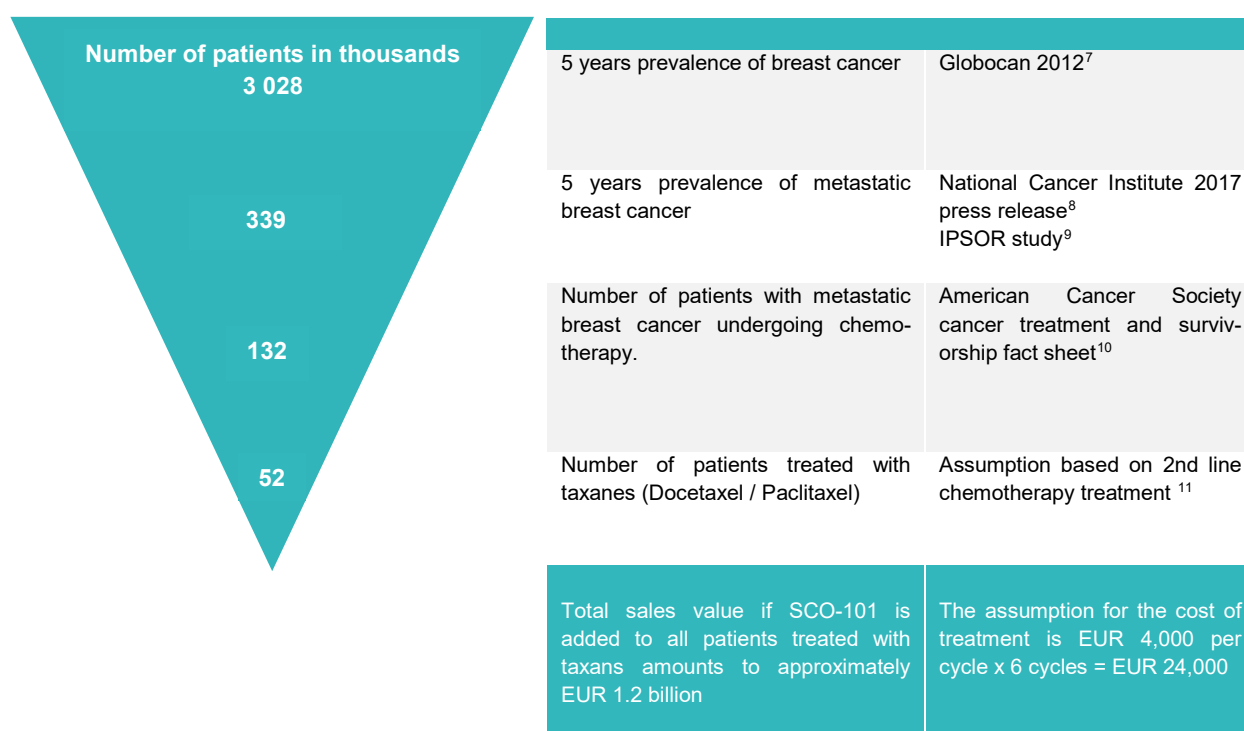 Number of patients in thousands
3 028
5 years prevalence of breast cancer
Globocan 2012⁷
339
5 years prevalence of metastatic
breast cancer
National Cancer Institute 2017
press release⁸
IPSOR study⁹
132
Number of patients with metastatic
breast cancer undergoing chemo-
therapy.
American Cancer Society
cancer treatment and surviv-
orship fact sheet¹⁰
52
Number of patients treated with
taxanes (Docetaxel / Paclitaxel)
Assumption based on 2nd line
chemotherapy treatment ¹¹
Total sales value if SCO-101 is
added to all patients treated with
taxans amounts to approximately
EUR 1.2 billion
The assumption for the cost of
treatment is EUR 4,000 per
cycle x 6 cycles = EUR 24,000